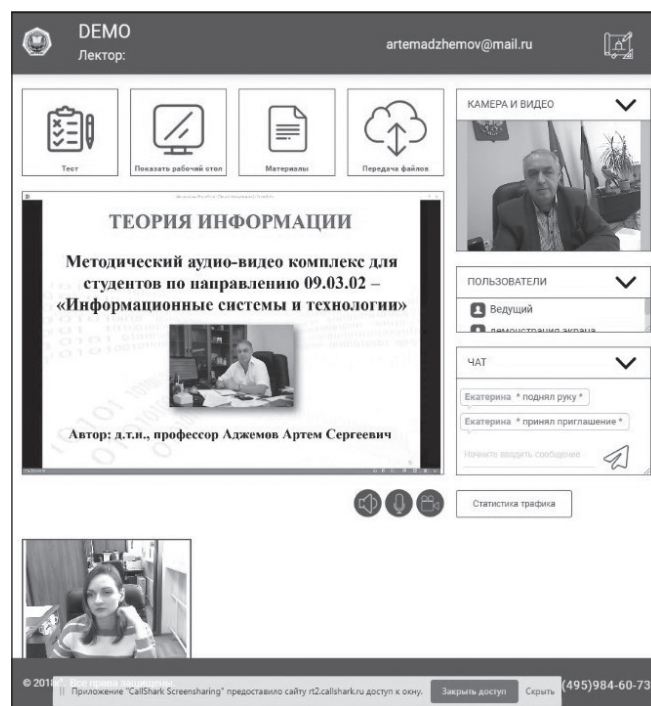 DEMO
Лектор:
artemadzhemov@mail.ru
Тест
Показать рабочий стол
Материалы
Передача файлов
КАМЕРА И ВИДЕО
ТЕОРИЯ ИНФОРМАЦИИ
Методический аудио-видео комплекс для
студентов по направлению 09.03.02 –
«Информационные системы и технологии»
Автор: д.т.н., профессор Аджемов Артем Сергеевич
ПОЛЬЗОВАТЕЛИ
Ведущий
демонстрация экрана
ЧАТ
Екатерина * поднял руку *
Екатерина * принял приглашение *
Начните вводить сообщение
Статистика трафика
© 2018
Все права защищены
Приложение "CallShark Screensharing" предоставило сайту rt2.callshark.ru доступ к окну.
Закрыть доступ
Скрыть
(495)984-60-73